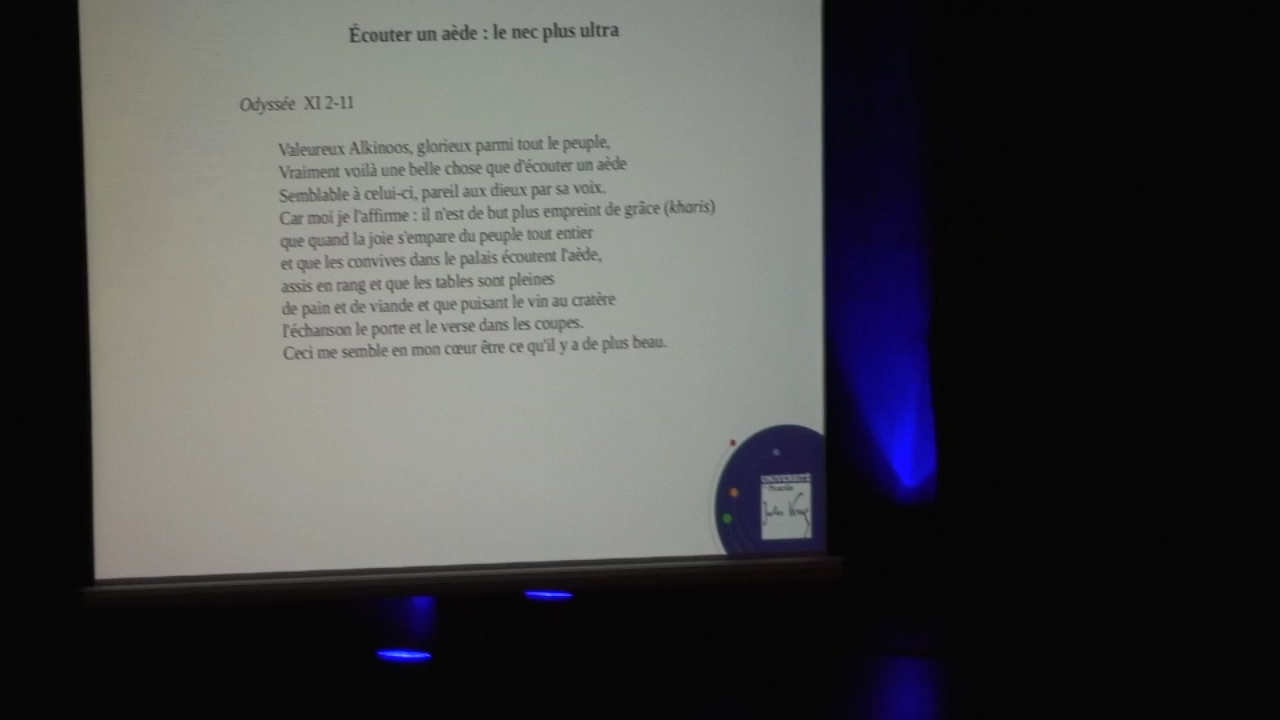 Écouter un aède : le nec plus ultra
Odyssée XI 2-11
Valeureux Alkinoos, glorieux parmi tout le peuple,
Vraiment voilà une belle chose que d'écouter un aède
Semblable à celui-ci, pareil aux dieux par sa voix.
Car moi je l'affirme : il n'est de but plus empreint de grâce (kharis)
que quand la joie s'empare du peuple tout entier
et que les convives dans le palais écoutent l'aède,
assis en rang et que les tables sont pleines
de pain et de viande et que puisant le vin au cratère
l'échanson le porte et le verse dans les coupes.
Ceci me semble en mon cœur être ce qu'il y a de plus beau.
UNIVERSITÉ
Picardie
Jules Verne